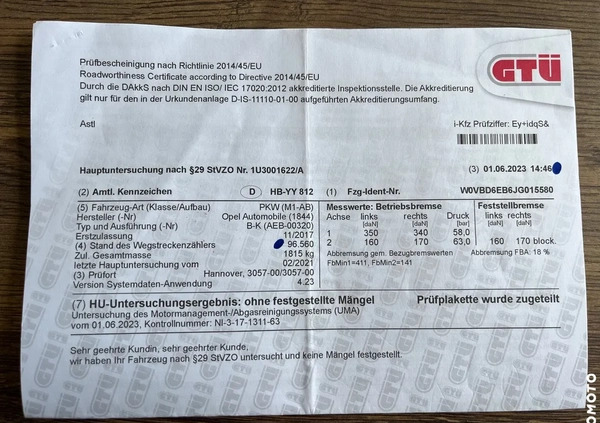 Prüfbescheinigung nach Richtlinie 2014/45/EU
Roadworthiness Certificate according to Directive 2014/45/EU
Durch die DAkkS nach DIN EN ISO/ IEC 17020:2012 akkreditierte Inspektionsstelle. Die Akkreditierung
gilt nur für den in der Urkundenanlage D-IS-11110-01-00 aufgeführten Akkreditierungsumfang.
GTÜ
Astl
i-Kfz Prüfziffer: Ey+idqS&
Hauptuntersuchung nach §29 StVZO Nr. 1U3001622/A (3) 01.06.2023 14:46
(2) Amtl. Kennzeichen D HB-YY 812 (1) Fzg-Ident-Nr. W0VBD6EB6JG015580
(5) Fahrzeug-Art (Klasse/Aufbau) PKW (M1-AB)
Hersteller (-Nr) Opel Automobile (1844)
Typ und Ausführung (-Nr) B-K (AEB-00320)
Erstzulassung 11/2017
(4) Stand des Wegstreckenzählers 96.560
Zul. Gesamtmasse 1815 kg
letzte Hauptuntersuchung vom 02/2021
(3) Prüfort Hannover, 3057-00/3057-00
Version Systemdaten-Anwendung 4.23
Messwerte: Betriebsbremse Feststellbremse
Achse links rechts Druck links rechts
[daN] [daN] [bar] [daN] [daN]
1 350 340 58,0
2 160 170 63,0 160 170 block.
Abbremsung gem. Bezugbremswerten Abbremsung FBA: 18 %
FbMin1=411, FbMin2=141
(7) HU-Untersuchungsergebnis: ohne festgestellte Mängel Prüfplakette wurde zugeteilt
Untersuchung des Motormanagement-/Abgasreinigungssystems (UMA)
vom 01.06.2023, Kontrollnummer: NI-3-17-1311-63
Sehr geehrte Kundin, sehr geehrter Kunde,
wir haben Ihr Fahrzeug nach §29 StVZO untersucht und keine Mängel festgestellt.